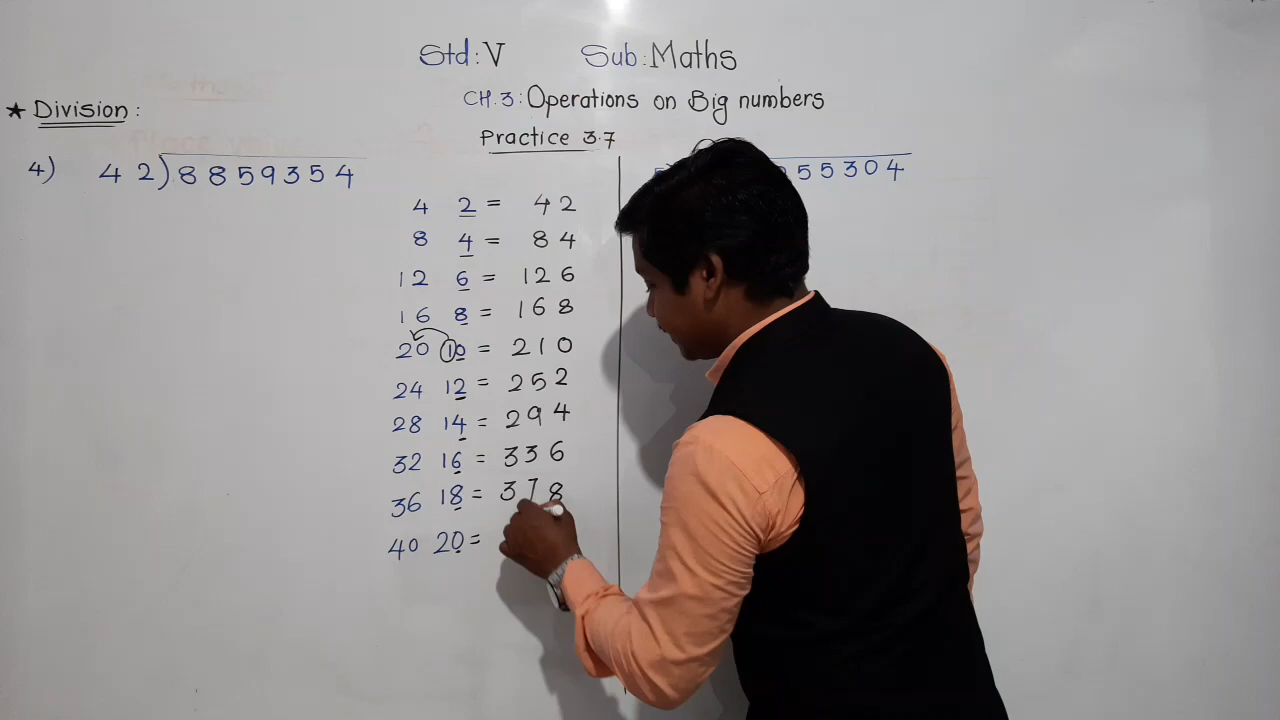 Std: V Sub: Maths
CH. 3: Operations on Big numbers
★ Division:
Practice 3.7
4) 42)8859354
55304
4 2 = 42
8 4 = 84
12 6 = 126
16 8 = 168
20 10 = 210
24 12 = 252
28 14 = 294
32 16 = 336
36 18 = 378
40 20 =